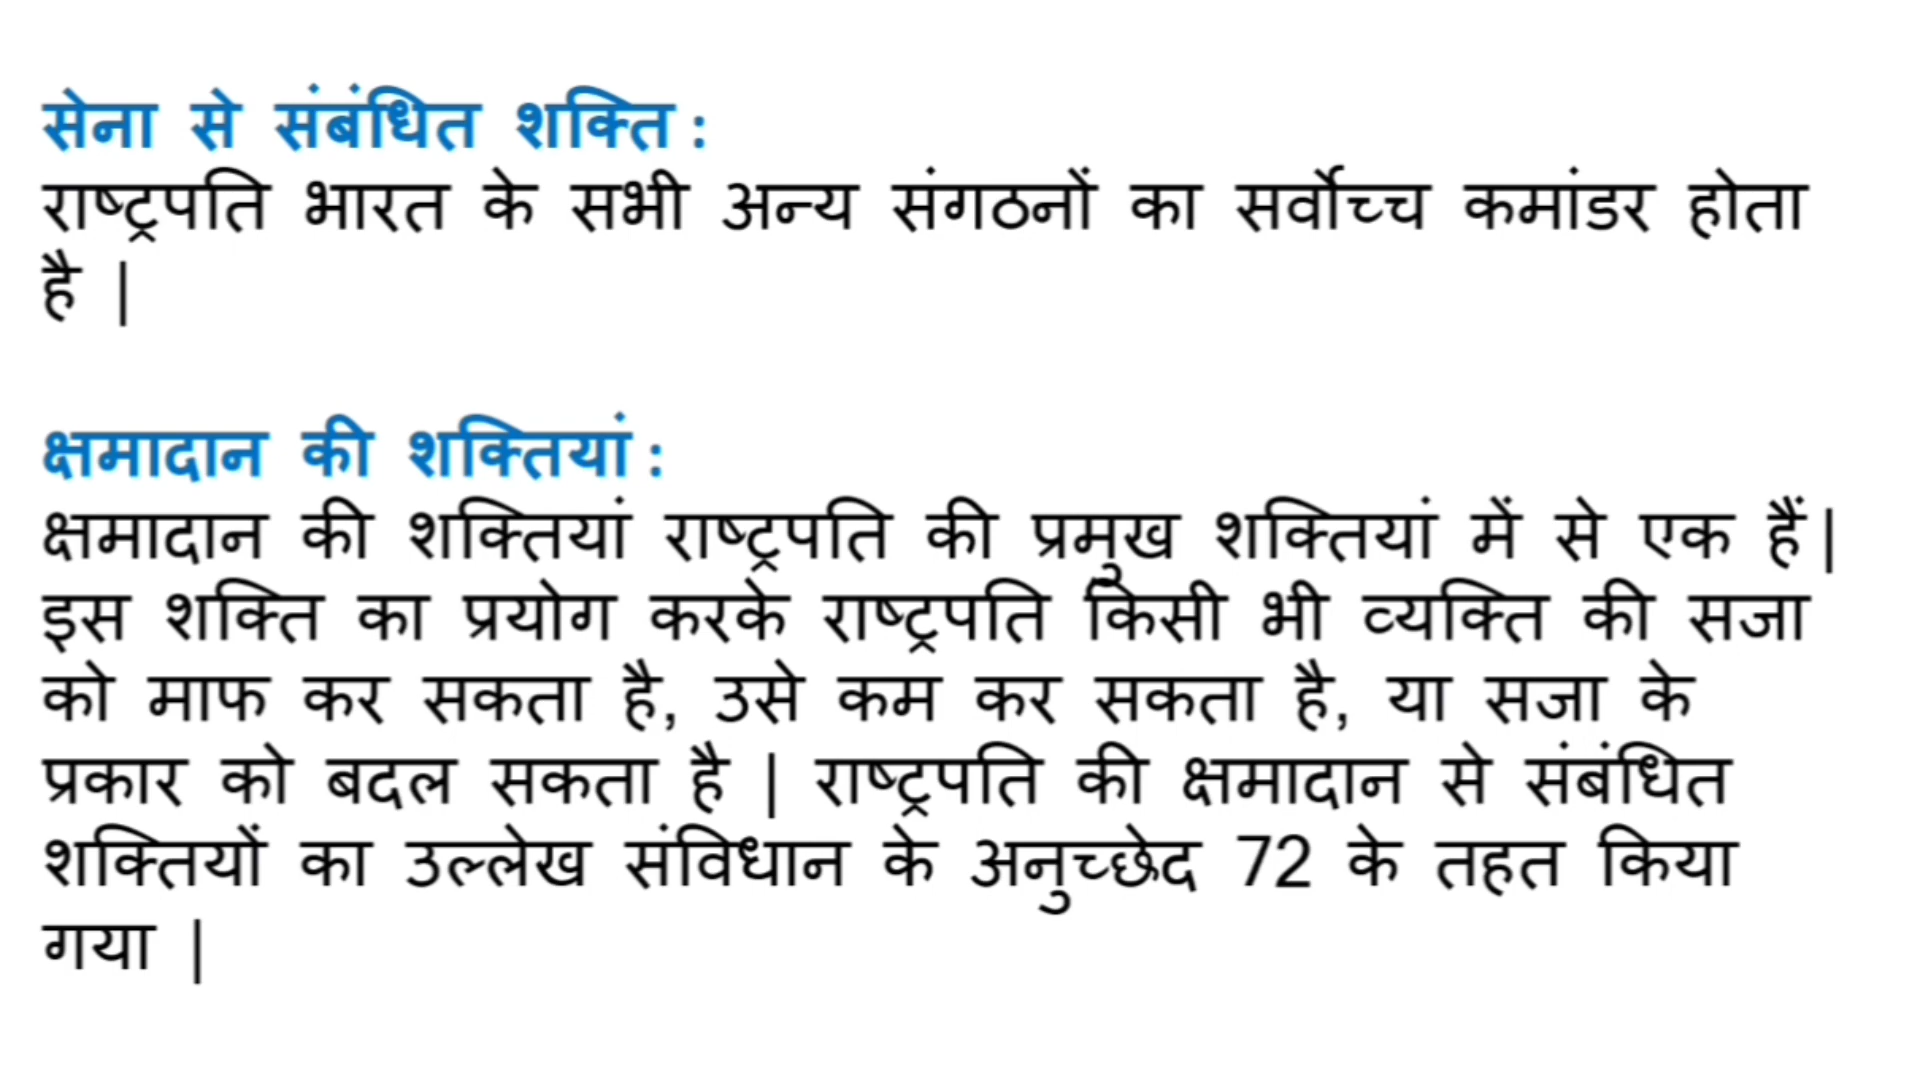 सेना से संबंधित शक्ति :
राष्ट्रपति भारत के सभी अन्य संगठनों का सर्वोच्च कमांडर होता
है |
क्षमादान की शक्तियां :
क्षमादान की शक्तियां राष्ट्रपति की प्रमुख शक्तियां में से एक हैं|
इस शक्ति का प्रयोग करके राष्ट्रपति किसी भी व्यक्ति की सजा
को माफ कर सकता है, उसे कम कर सकता है, या सजा के
प्रकार को बदल सकता है | राष्ट्रपति की क्षमादान से संबंधित
शक्तियों का उल्लेख संविधान के अनुच्छेद 72 के तहत किया
गया |